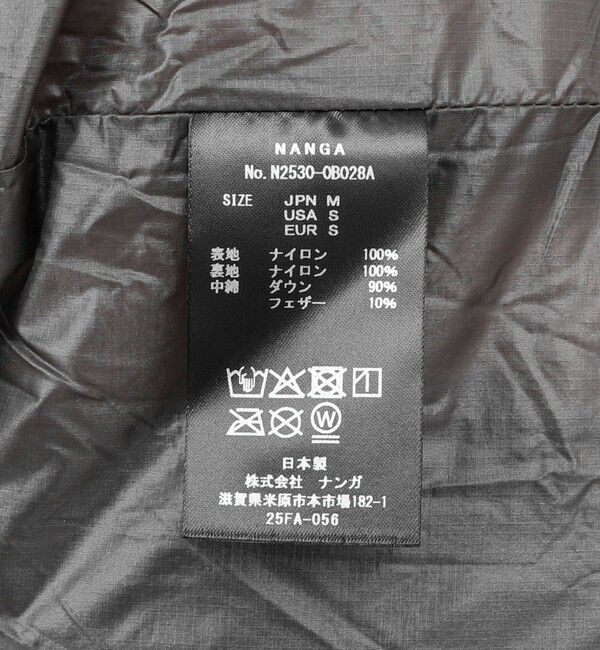 NANGA
No. N2530-0B028A
SIZE JPN M
USA S
EUR S
表地 ナイロン 100%
裏地 ナイロン 100%
中綿 ダウン 90%
フェザー 10%
W
日本製
株式会社 ナンガ
滋賀県米原市本市場182-1
25FA-056